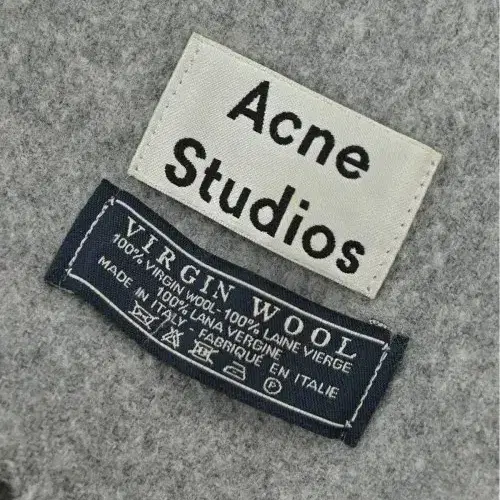 Acne
Studios
VIRGIN WOOL
100% VIRGIN WOOL-100% LAINE VIERGE
100% LANA VERGINE
MADE IN ITALY - FABRIQUÉ EN ITALIE
P